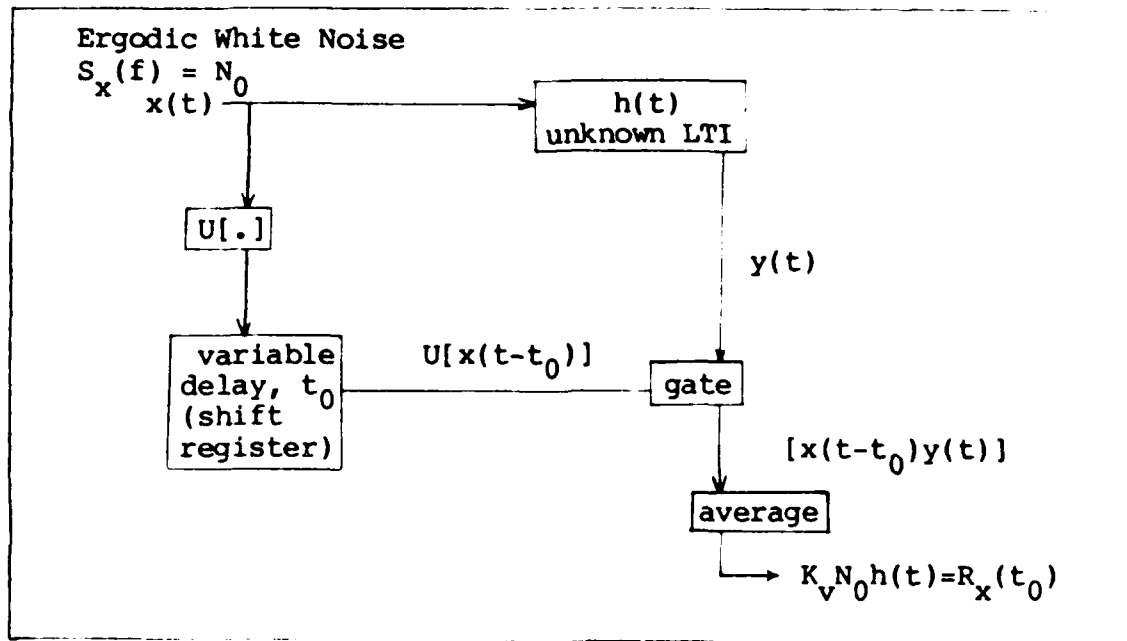 Ergodic White Noise
S_x(f) = N_0
x(t)
h(t)
unknown LTI
U[.]
y(t)
variable
delay, t_0
(shift
register)
U[x(t-t_0)]
gate
[x(t-t_0)y(t)]
average
K_vN_0h(t)=R_x(t_0)